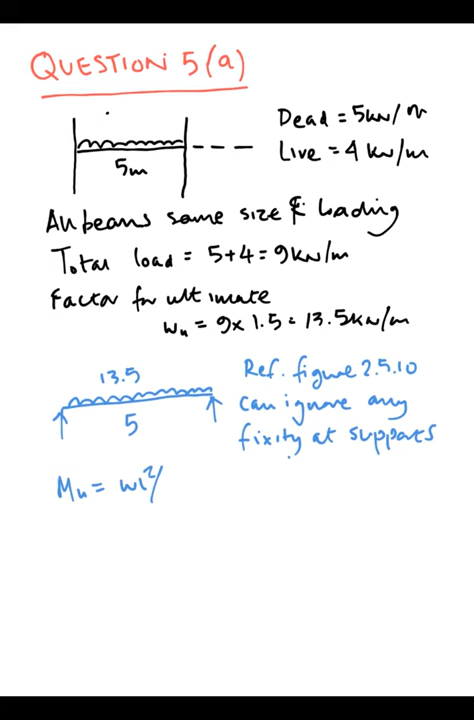 QUESTION 5 (a)
Dead = 5kN/m
Live = 4 kN/m
5m
All beams same size & loading
Total load = 5+4 = 9kN/m
Factor for ultimate
Wu = 9 x 1.5 = 13.5kN/m
13.5
5
Ref. figure 2.5.10
can ignore any
fixity at supports
Mu = wl²/